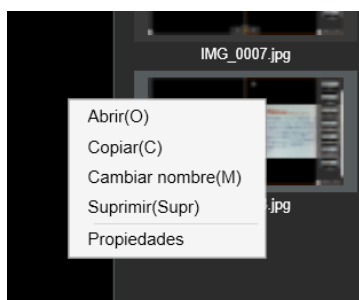 IMG_0007.jpg
Abrir(O)
Copiar(C)
Cambiar nombre(M)
Suprimir(Supr)
.jpg
Propiedades